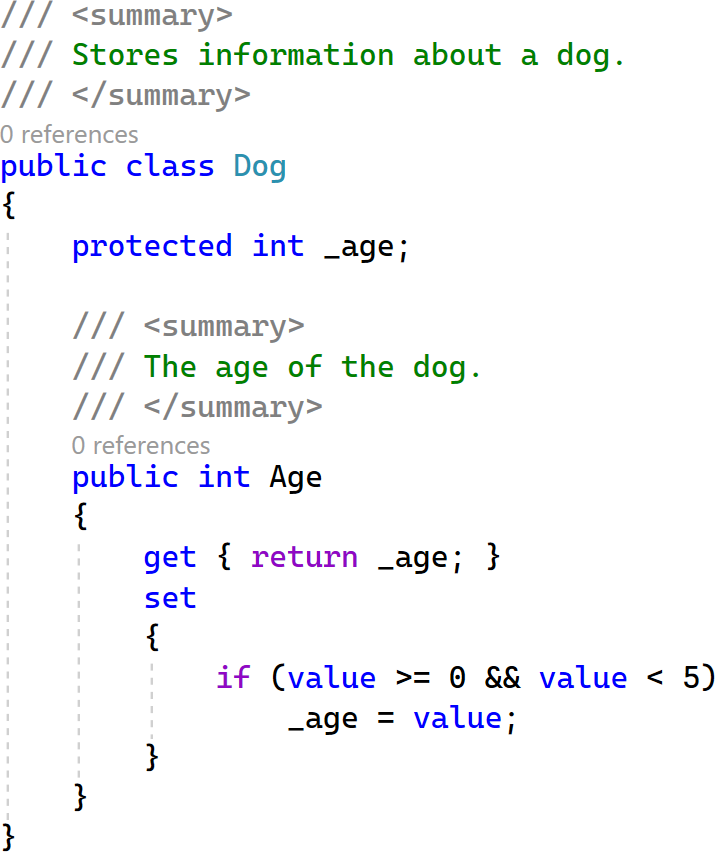 /// <summary>
/// Stores information about a dog.
/// </summary>
0 references
public class Dog
{
protected int _age;
/// <summary>
/// The age of the dog.
/// </summary>
0 references
public int Age
{
get { return _age; }
set
{
if (value >= 0 && value < 5)
_age = value;
}
}
}